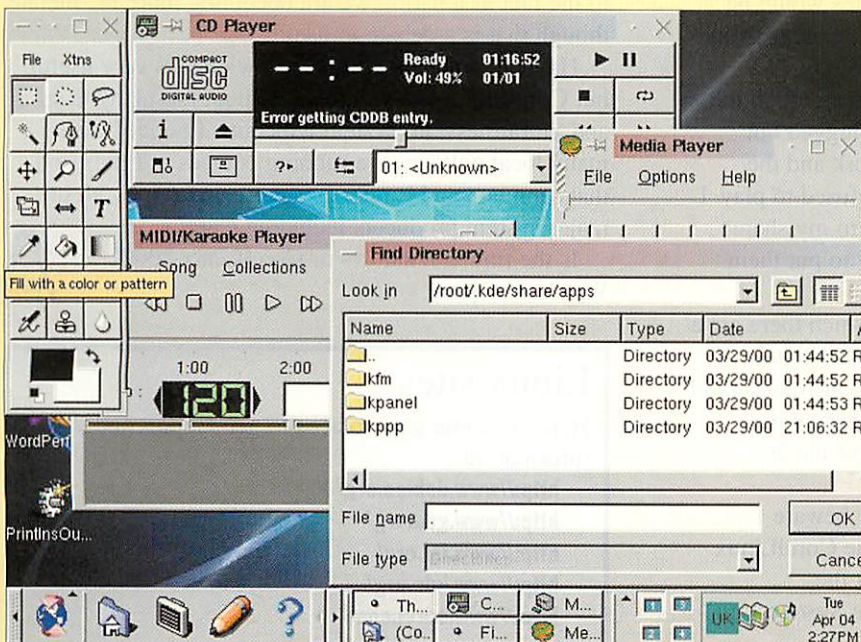 CD Player
File Xtns
COMPACT
disc
DIGITAL AUDIO
Ready 01:16:52
Vol: 49% 01/01
Error getting CDDB entry.
01: <Unknown>
Media Player
File Options Help
MIDI/Karaoke Player
Song Collections
Fill with a color or pattern
1:00 2:00
120
Find Directory
Look in /root/.kde/share/apps
Name Size Type Date
.. Directory 03/29/00 01:44:52 R
kfm Directory 03/29/00 01:44:52 R
kpanel Directory 03/29/00 01:44:53 R
kppp Directory 03/29/00 21:06:32 R
File name .
OK
File type
Cance
WordPerf
PrintInsOu...
Th... C... M...
(Co.. Fi... Me...
1 3
2 4
UK
Tue
Apr 04
2:27PM